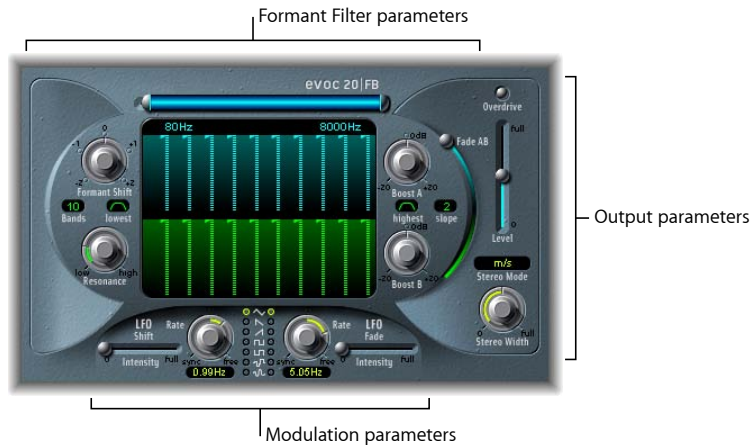 Formant Filter parameters
evoc 20|FB
Overdrive
80Hz 8000Hz
full
0dB
Fade AB
0
-1 +1
-2 +2
-20 +20
Formant Shift
Boost A
10
2
Bands lowest
highest slope
0
Level
Output parameters
0dB
m/s
Stereo Mode
low high
Resonance
-20 +20
Boost B
LFO Shift
Rate
Rate
LFO Fade
0 full
Stereo Width
0 full
Intensity
sync free
sync free
0 full
Intensity
0.99Hz
5.05Hz
Modulation parameters